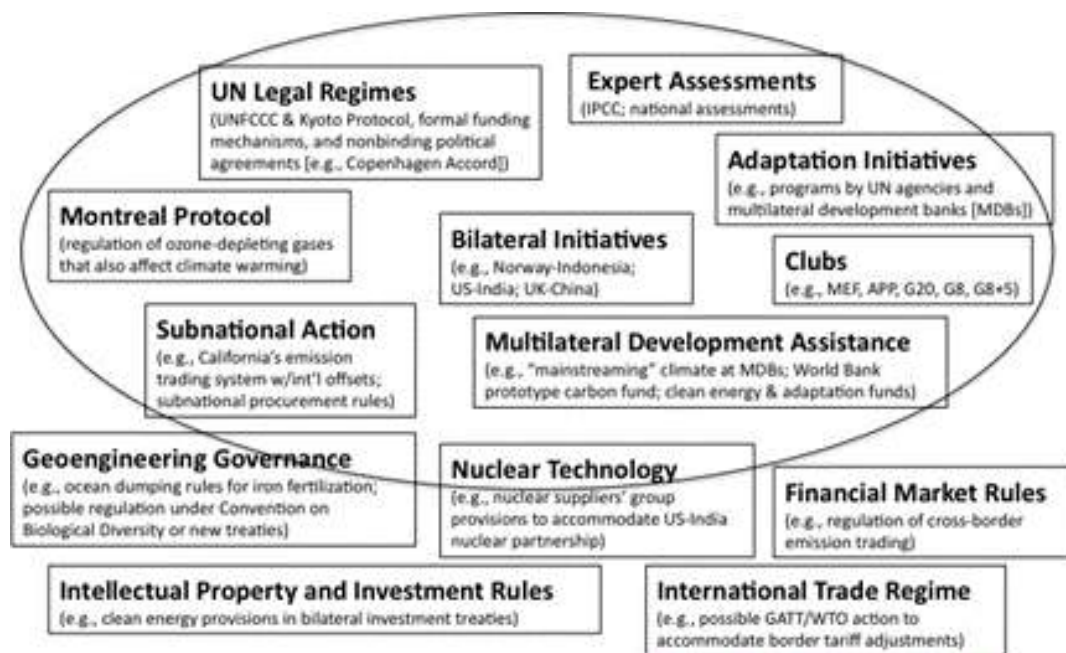 UN Legal Regimes
(UNFCCC & Kyoto Protocol, formal funding
mechanisms, and nonbinding political
agreements [e.g., Copenhagen Accord])
Expert Assessments
(IPCC; national assessments)
Adaptation Initiatives
(e.g., programs by UN agencies and
multilateral development banks [MDBs])
Montreal Protocol
(regulation of ozone-depleting gases
that also affect climate warming)
Bilateral Initiatives
(e.g., Norway-Indonesia;
US-India; UK-China)
Clubs
(e.g., MEF, APP, G20, G8, G8+5)
Subnational Action
(e.g., California's emission
trading system w/int'l offsets;
subnational procurement rules)
Multilateral Development Assistance
(e.g., "mainstreaming" climate at MDBs; World Bank
prototype carbon fund; clean energy & adaptation funds)
Geoengineering Governance
(e.g., ocean dumping rules for iron fertilization;
possible regulation under Convention on
Biological Diversity or new treaties)
Nuclear Technology
(e.g., nuclear suppliers' group
provisions to accommodate US-India
nuclear partnership)
Financial Market Rules
(e.g., regulation of cross-border
emission trading)
Intellectual Property and Investment Rules
(e.g., clean energy provisions in bilateral investment treaties)
International Trade Regime
(e.g., possible GATT/WTO action to
accommodate border tariff adjustments)